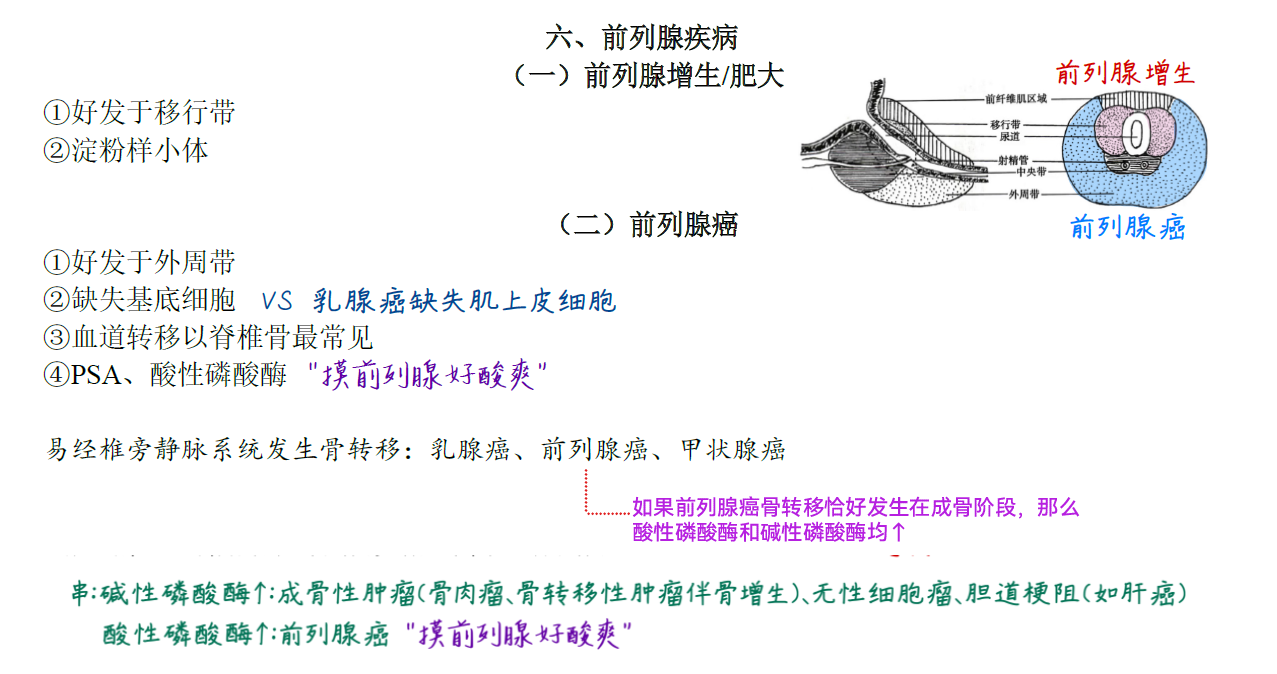 六、前列腺疾病
（一）前列腺增生/肥大
前列腺增生
①好发于移行带
②淀粉样小体
前纤维肌区域
移行带
尿道
射精管
中央带
外周带
前列腺癌
（二）前列腺癌
①好发于外周带
②缺失基底细胞 VS 乳腺癌缺失肌上皮细胞
③血道转移以脊椎骨最常见
④PSA、酸性磷酸酶 "摸前列腺好酸爽"
易经椎旁静脉系统发生骨转移：乳腺癌、前列腺癌、甲状腺癌
如果前列腺癌骨转移恰好发生在成骨阶段，那么
酸性磷酸酶和碱性磷酸酶均↑
串:碱性磷酸酶↑:成骨性肿瘤(骨肉瘤、骨转移性肿瘤伴骨增生)、无性细胞瘤、胆道梗阻(如肝癌)
酸性磷酸酶↑:前列腺癌 "摸前列腺好酸爽"